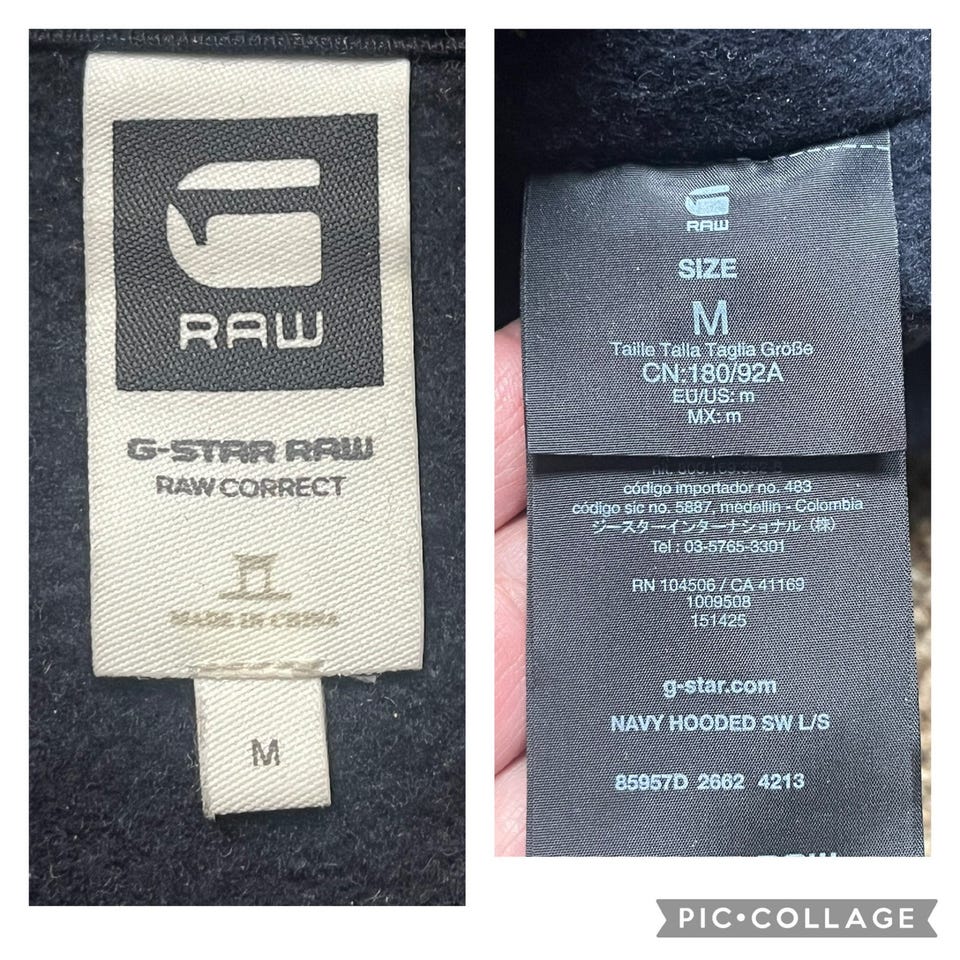 RAW
G-STAR RAW
RAW CORRECT
MADE IN CHINA
M
RAW
SIZE
M
Taille Talla Taglia Größe
CN:180/92A
EU/US: m
MX: m
código importador no. 483
código sic no. 5887, medellin - Colombia
ジースターインターナショナル（株）
Tel : 03-5765-3301
RN 104506 / CA 41169
1009508
151425
g-star.com
NAVY HOODED SW L/S
85957D 2662 4213
PIC•COLLAGE